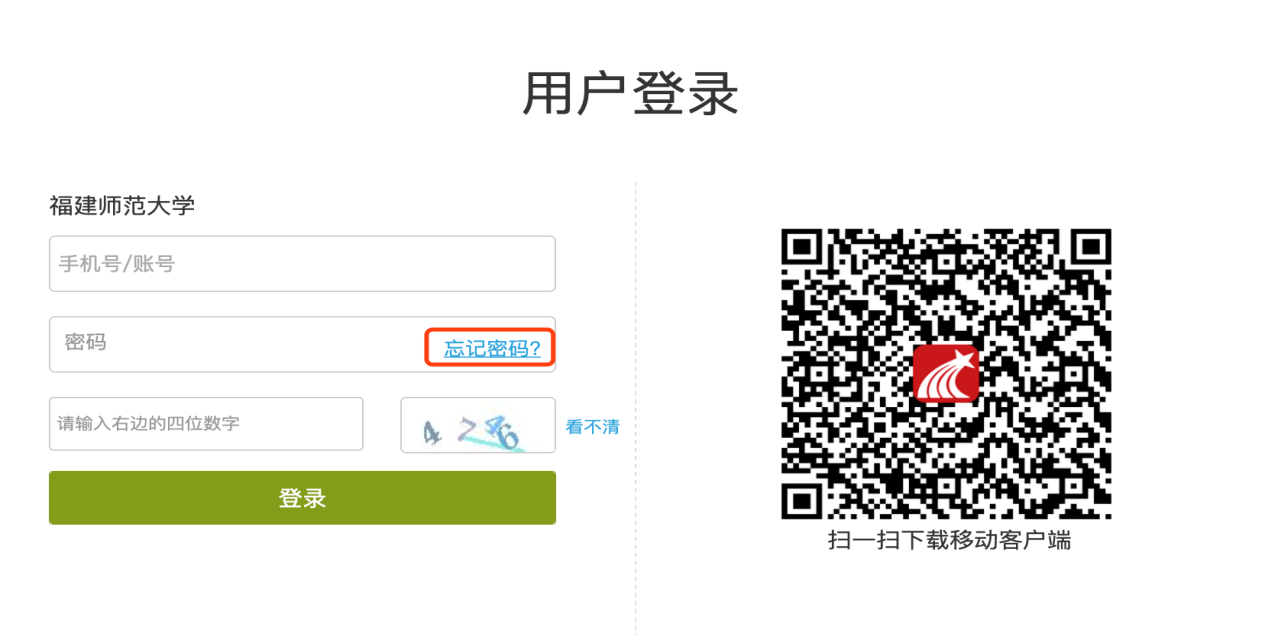 用户登录
福建师范大学
手机号/账号
密码
忘记密码?
请输入右边的四位数字
看不清
登录
扫一扫下载移动客户端